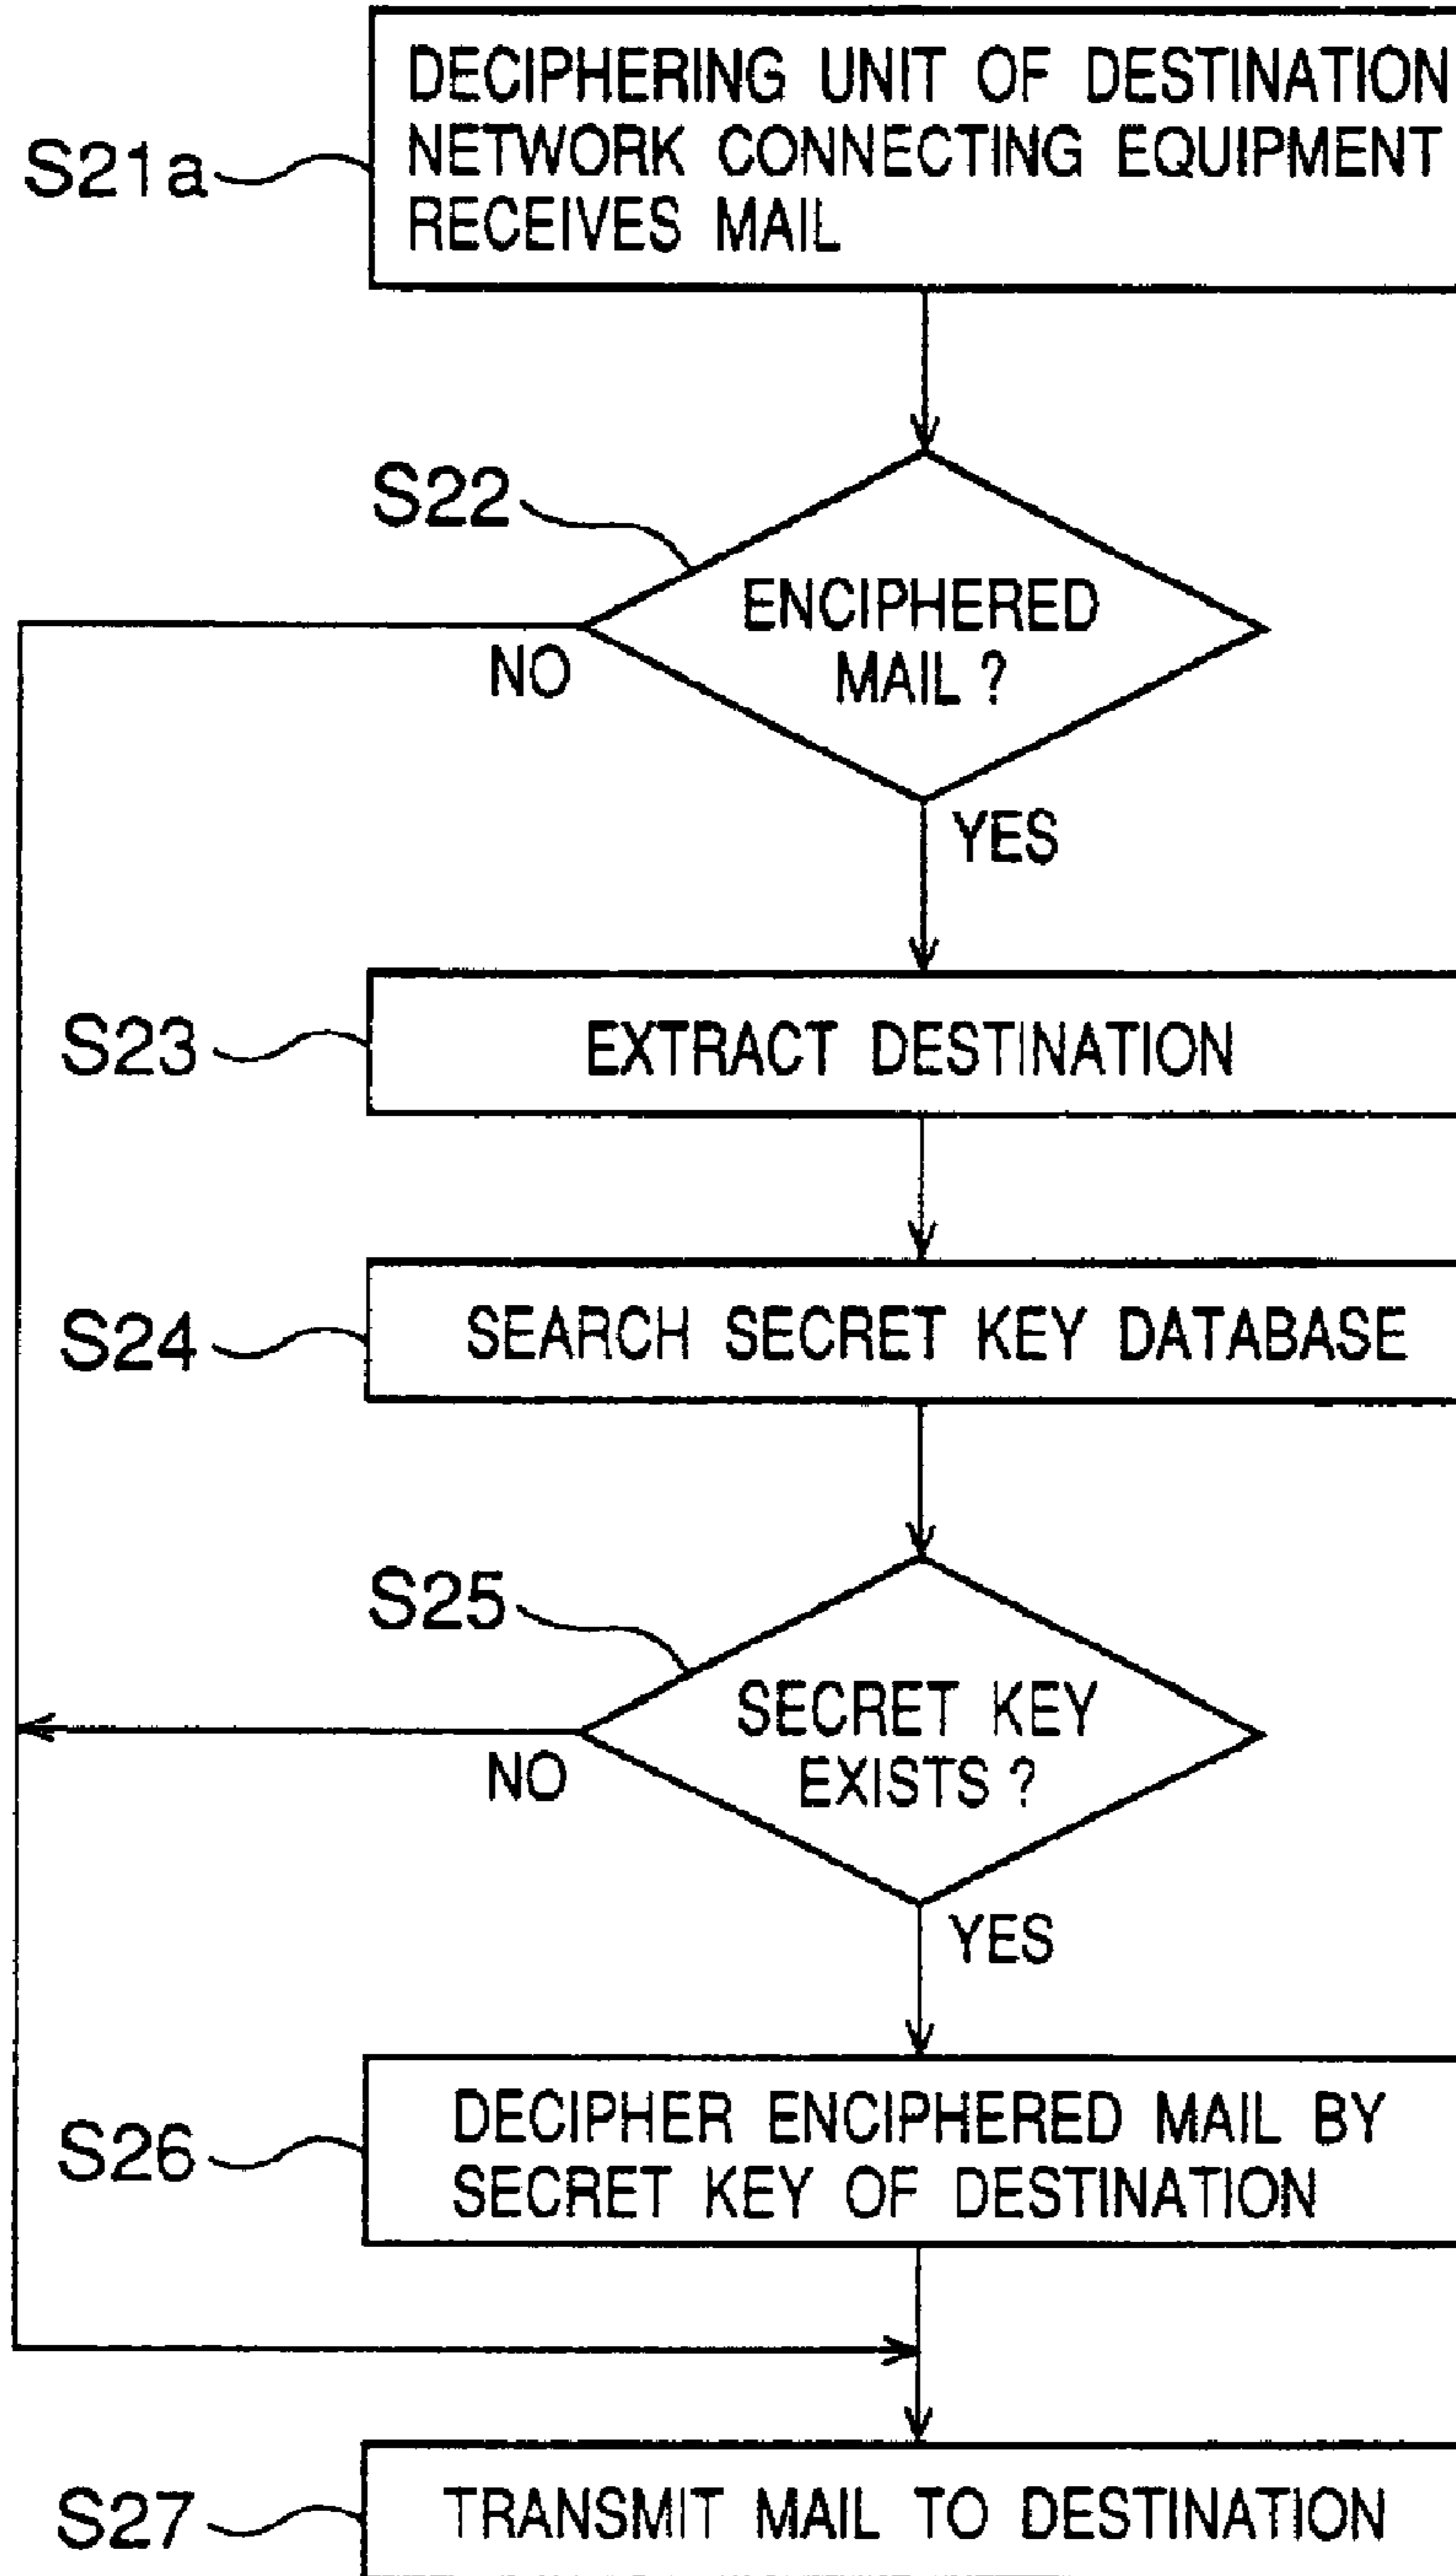 S21a
DECIPHERING UNIT OF DESTINATION
NETWORK CONNECTING EQUIPMENT
RECEIVES MAIL
S22
ENCIPHERED
MAIL ?
NO
YES
S23
EXTRACT DESTINATION
S24
SEARCH SECRET KEY DATABASE
S25
SECRET KEY
EXISTS ?
NO
YES
S26
DECIPHER ENCIPHERED MAIL BY
SECRET KEY OF DESTINATION
S27
TRANSMIT MAIL TO DESTINATION